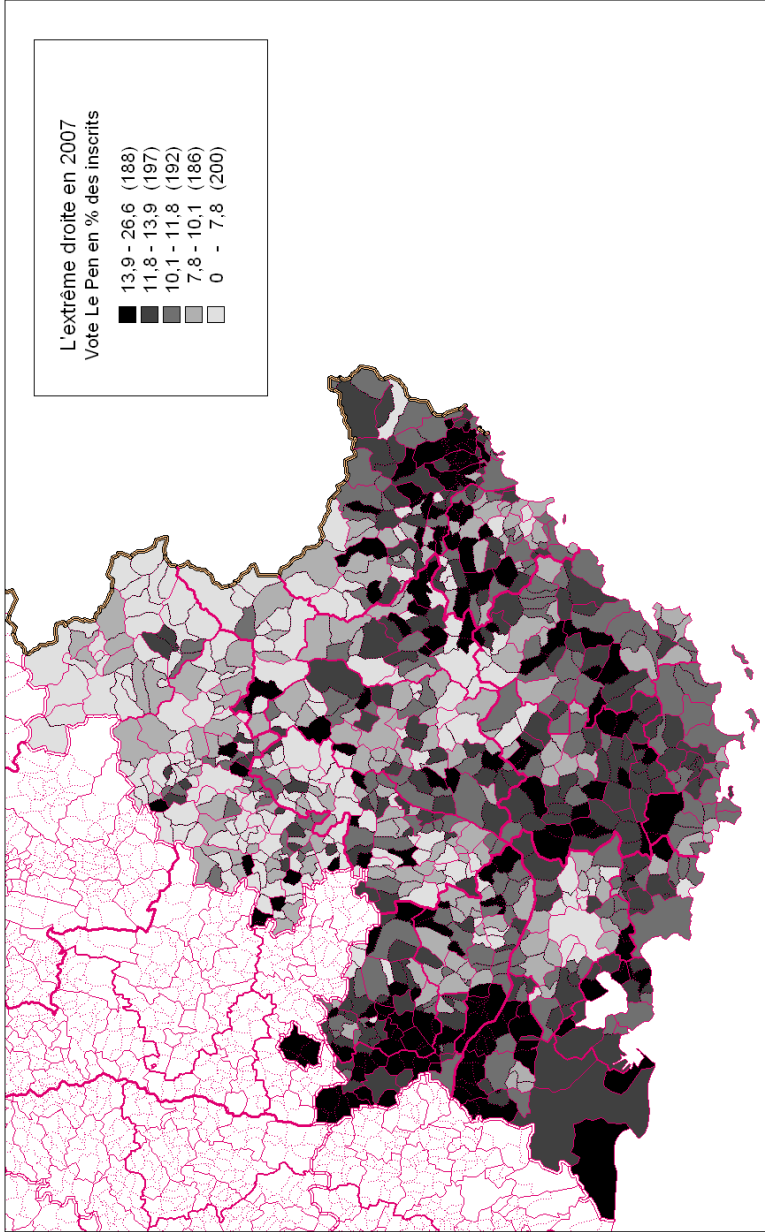 L'extrême droite en 2007
Vote Le Pen en % des inscrits
13,9 - 26,6 (188)
11,8 - 13,9 (197)
10,1 - 11,8 (192)
7,8 - 10,1 (186)
0 - 7,8 (200)